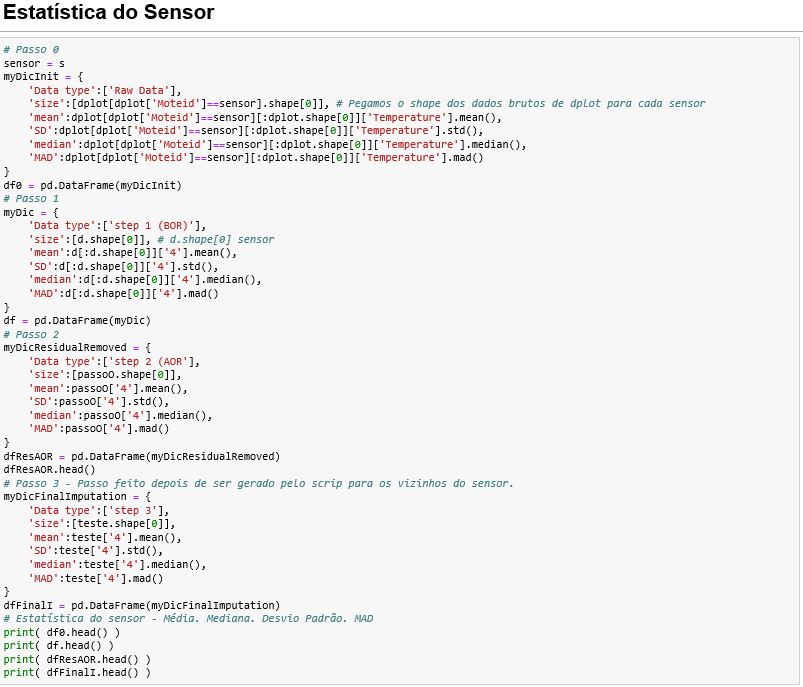 Estatística do Sensor
# Passo 0
sensor = s
myDicInit = {
    'Data type':['Raw Data'],
    'size':[dplot[dplot['Moteid']==sensor].shape[0]], # Pegamos o shape dos dados brutos de dplot para cada sensor
    'mean':dplot[dplot['Moteid']==sensor][:dplot.shape[0]]['Temperature'].mean(),
    'SD':dplot[dplot['Moteid']==sensor][:dplot.shape[0]]['Temperature'].std(),
    'median':dplot[dplot['Moteid']==sensor][:dplot.shape[0]]['Temperature'].median(),
    'MAD':dplot[dplot['Moteid']==sensor][:dplot.shape[0]]['Temperature'].mad()
}
df0 = pd.DataFrame(myDicInit)
# Passo 1
myDic = {
    'Data type':['step 1 (BOR)'],
    'size':[d.shape[0]], # d.shape[0] sensor
    'mean':d[:d.shape[0]]['4'].mean(),
    'SD':d[:d.shape[0]]['4'].std(),
    'median':d[:d.shape[0]]['4'].median(),
    'MAD':d[:d.shape[0]]['4'].mad()
}
df = pd.DataFrame(myDic)
# Passo 2
myDicResidualRemoved = {
    'Data type':['step 2 (AOR'],
    'size':[passoO.shape[0]],
    'mean':passoO['4'].mean(),
    'SD':passoO['4'].std(),
    'median':passoO['4'].median(),
    'MAD':passoO['4'].mad()
}
dfResAOR = pd.DataFrame(myDicResidualRemoved)
dfResAOR.head()
# Passo 3 - Passo feito depois de ser gerado pelo scrip para os vizinhos do sensor.
myDicFinalImputation = {
    'Data type':['step 3'],
    'size':[teste.shape[0]],
    'mean':teste['4'].mean(),
    'SD':teste['4'].std(),
    'median':teste['4'].median(),
    'MAD':teste['4'].mad()
}
dfFinalI = pd.DataFrame(myDicFinalImputation)
# Estatística do sensor - Média. Mediana. Desvio Padrão. MAD
print( df0.head() )
print( df.head() )
print( dfResAOR.head() )
print( dfFinalI.head() )